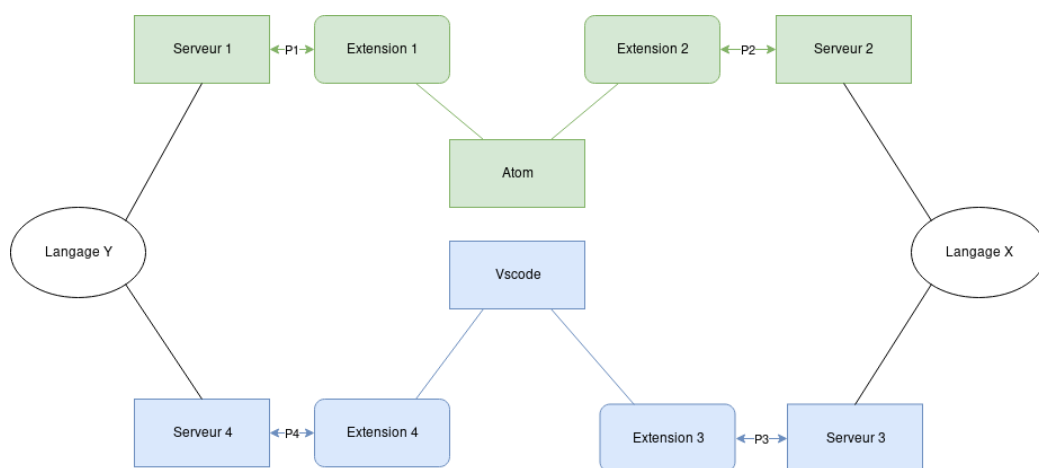 Serveur 1
P1
Extension 1
Extension 2
P2
Serveur 2
Atom
Langage Y
Vscode
Langage X
Serveur 4
P4
Extension 4
Extension 3
P3
Serveur 3